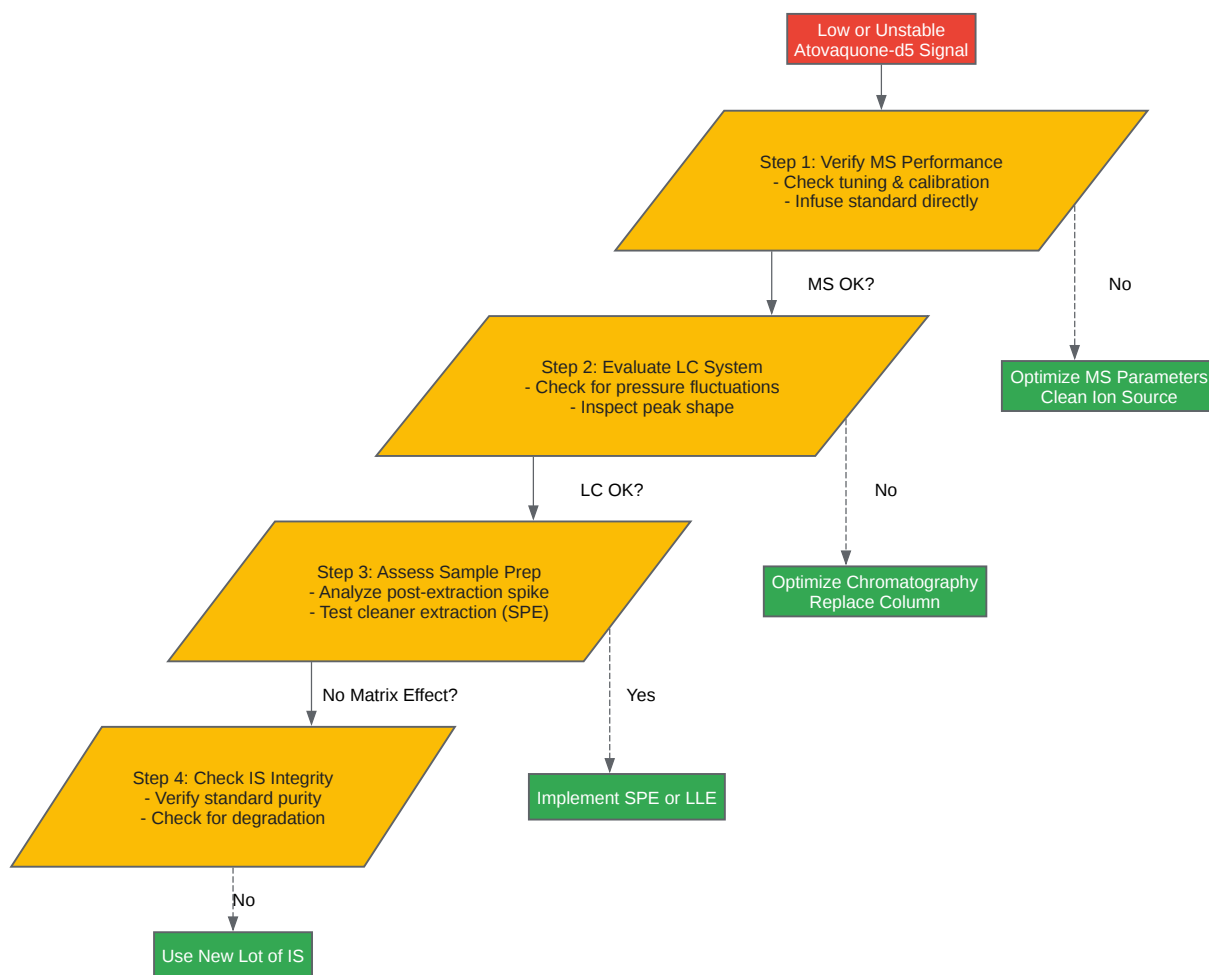 Low or Unstable
Atovaquone-d5 Signal
Step 1: Verify MS Performance
- Check tuning & calibration
- Infuse standard directly
MS OK?
No
Step 2: Evaluate LC System
- Check for pressure fluctuations
- Inspect peak shape
Optimize MS Parameters
Clean Ion Source
LC OK?
No
Step 3: Assess Sample Prep
- Analyze post-extraction spike
- Test cleaner extraction (SPE)
Optimize Chromatography
Replace Column
No Matrix Effect?
Yes
Step 4: Check IS Integrity
- Verify standard purity
- Check for degradation
Implement SPE or LLE
No
Use New Lot of IS